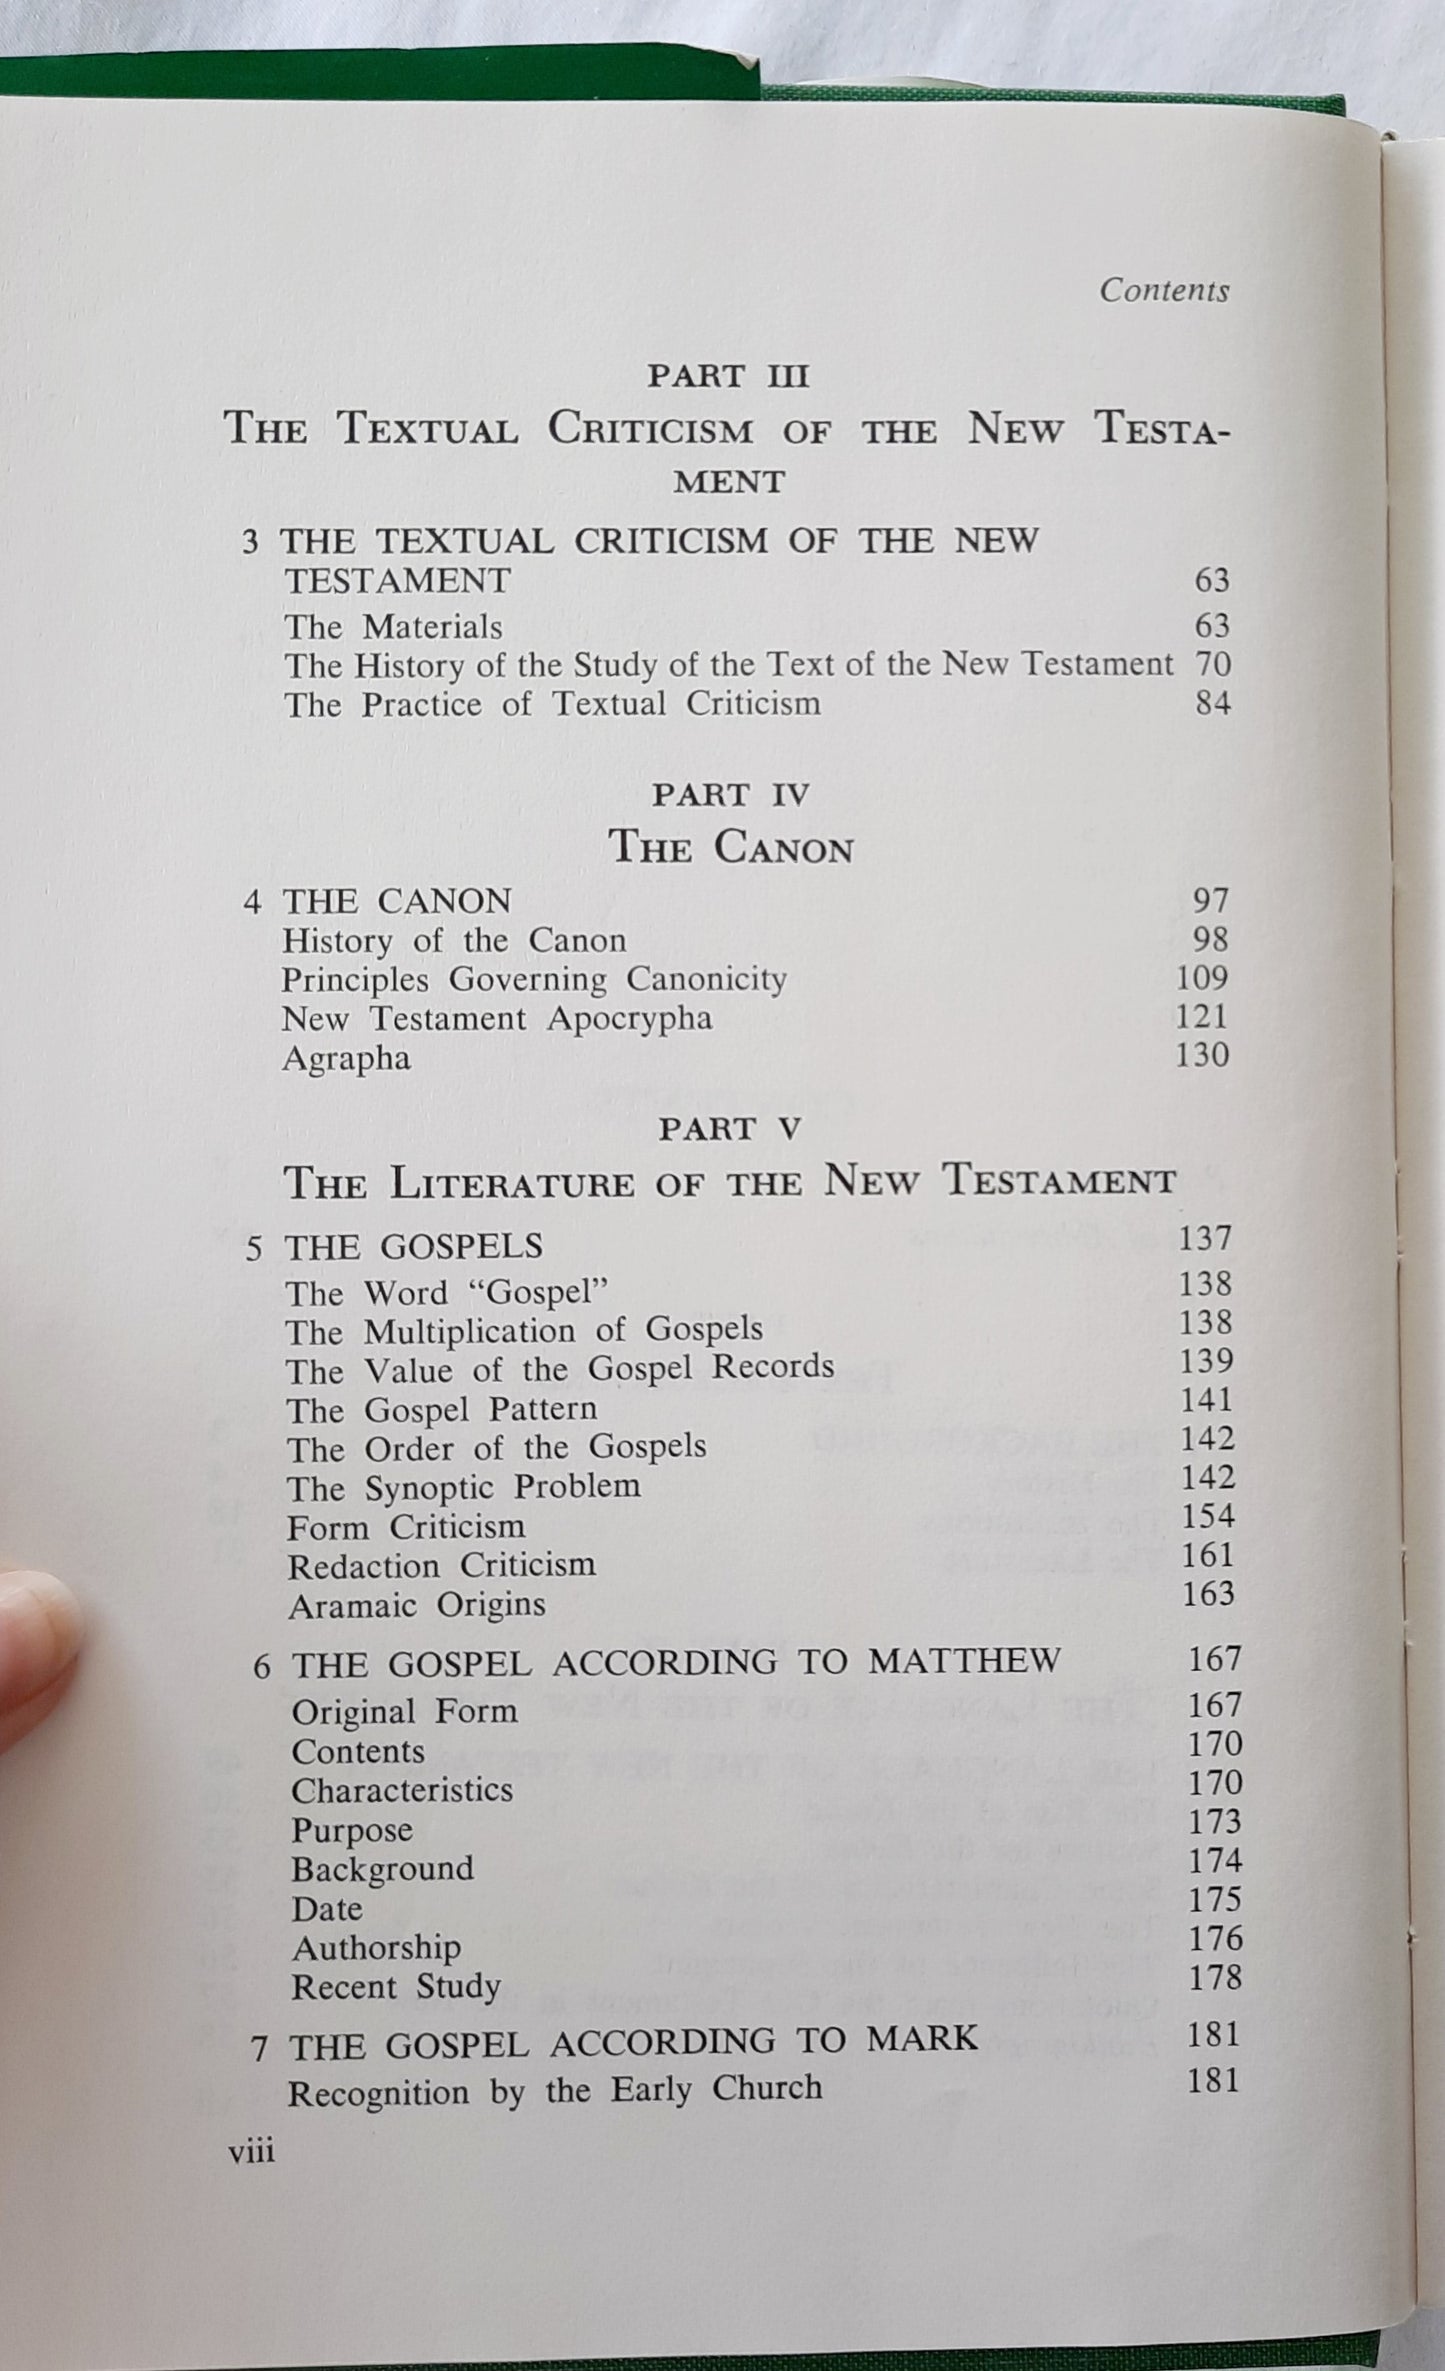 Contents
PART III
The Textual Criticism of the New Testa-
ment
3 THE TEXTUAL CRITICISM OF THE NEW
TESTAMENT 63
The Materials 63
The History of the Study of the Text of the New Testament 70
The Practice of Textual Criticism 84
PART IV
The Canon
4 THE CANON 97
History of the Canon 98
Principles Governing Canonicity 109
New Testament Apocrypha 121
Agrapha 130
PART V
The Literature of the New Testament
5 THE GOSPELS 137
The Word “Gospel” 138
The Multiplication of Gospels 138
The Value of the Gospel Records 139
The Gospel Pattern 141
The Order of the Gospels 142
The Synoptic Problem 142
Form Criticism 154
Redaction Criticism 161
Aramaic Origins 163
6 THE GOSPEL ACCORDING TO MATTHEW 167
Original Form 167
Contents 170
Characteristics 170
Purpose 173
Background 174
Date 175
Authorship 176
Recent Study 178
7 THE GOSPEL ACCORDING TO MARK 181
Recognition by the Early Church 181
viii